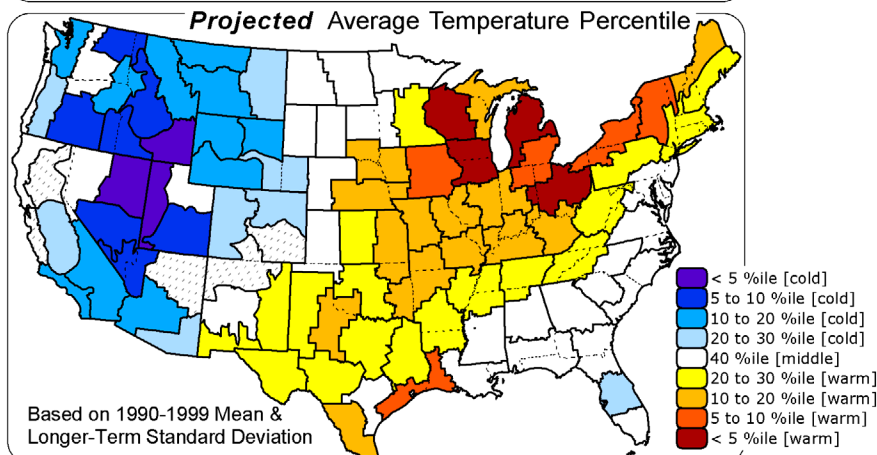 Projected Average Temperature Percentile
< 5 %ile [cold]
5 to 10 %ile [cold]
10 to 20 %ile [cold]
20 to 30 %ile [cold]
40 %ile [middle]
20 to 30 %ile [warm]
10 to 20 %ile [warm]
5 to 10 %ile [warm]
< 5 %ile [warm]
Based on 1990-1999 Mean &
Longer-Term Standard Deviation